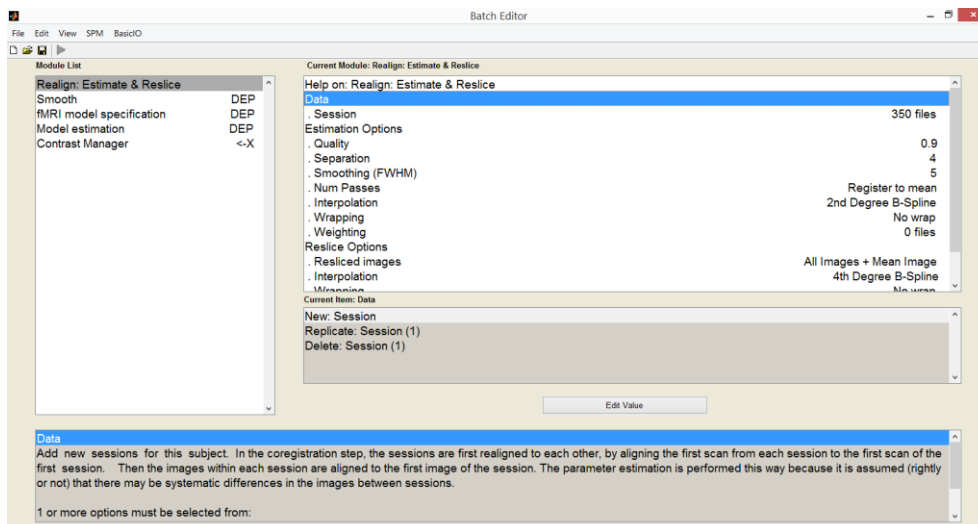 Batch Editor
File Edit View SPM BasicIO
Module List
Realign: Estimate & Reslice
Smooth DEP
fMRI model specification DEP
Model estimation DEP
Contrast Manager <-X
Current Module: Realign: Estimate & Reslice
Help on: Realign: Estimate & Reslice
Data
. Session 350 files
Estimation Options
. Quality 0.9
. Separation 4
. Smoothing (FWHM) 5
. Num Passes Register to mean
. Interpolation 2nd Degree B-Spline
. Wrapping No wrap
. Weighting 0 files
Reslice Options
. Resliced images All Images + Mean Image
. Interpolation 4th Degree B-Spline
. Wrapping No wrap
Current Item: Data
New: Session
Replicate: Session (1)
Delete: Session (1)
Edit Value
Data
Add new sessions for this subject. In the coregistration step, the sessions are first realigned to each other, by aligning the first scan from each session to the first scan of the
first session. Then the images within each session are aligned to the first image of the session. The parameter estimation is performed this way because it is assumed (rightly
or not) that there may be systematic differences in the images between sessions.
1 or more options must be selected from: